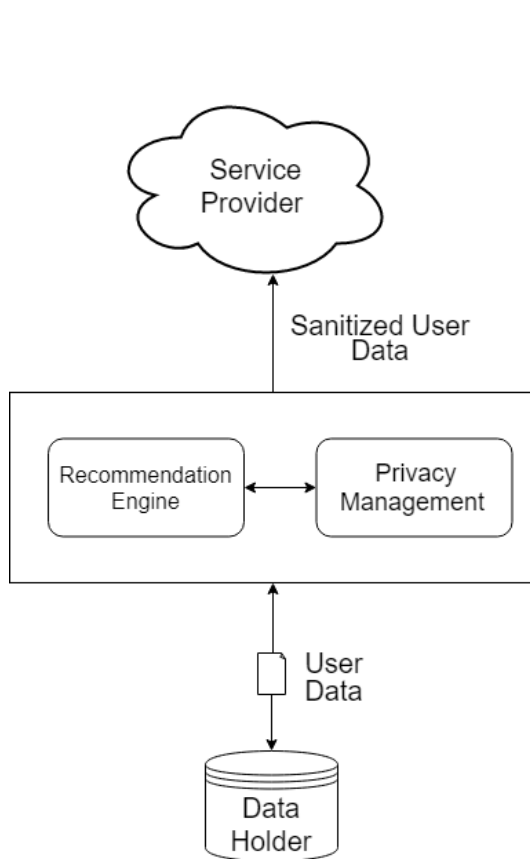 Service
Provider
Sanitized User
Data
Recommendation
Engine
Privacy
Management
User
Data
Data
Holder